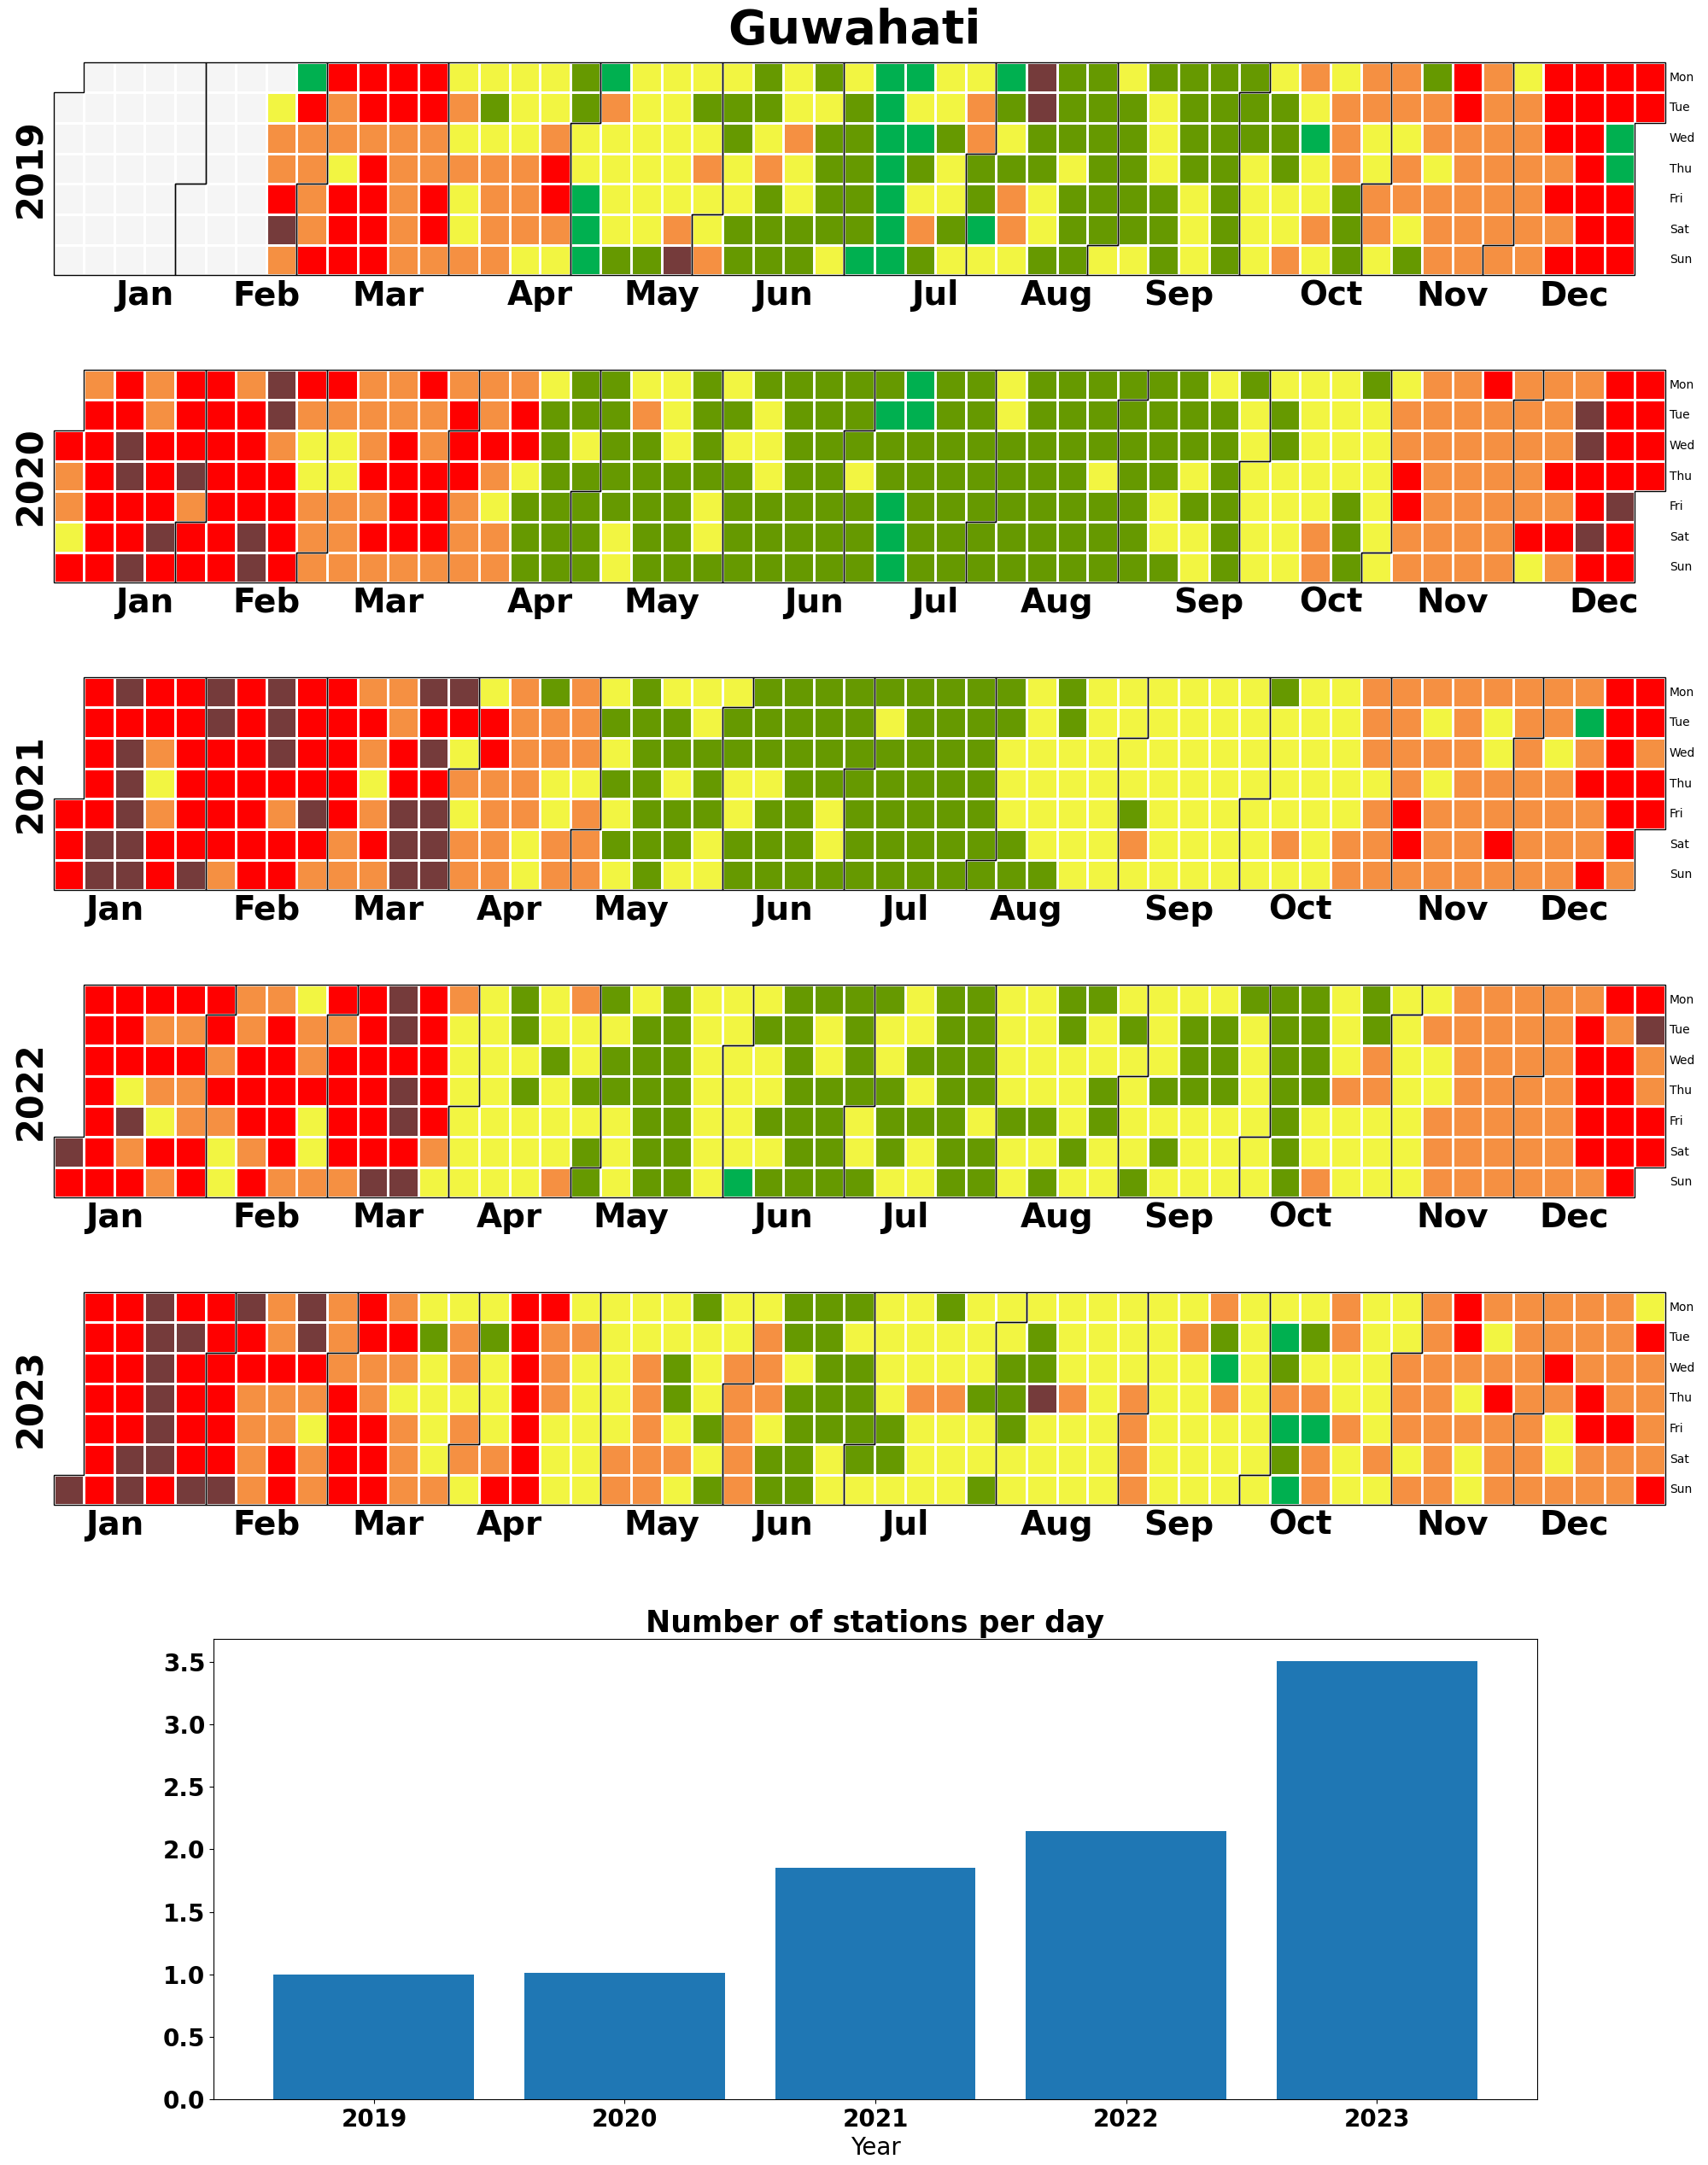 Guwahati
2019
Mon
Tue
Wed
Thu
Fri
Sat
Sun
Jan Feb Mar Apr May Jun Jul Aug Sep Oct Nov Dec
2020
Mon
Tue
Wed
Thu
Fri
Sat
Sun
Jan Feb Mar Apr May Jun Jul Aug Sep Oct Nov Dec
2021
Mon
Tue
Wed
Thu
Fri
Sat
Sun
Jan Feb Mar Apr May Jun Jul Aug Sep Oct Nov Dec
2022
Mon
Tue
Wed
Thu
Fri
Sat
Sun
Jan Feb Mar Apr May Jun Jul Aug Sep Oct Nov Dec
2023
Mon
Tue
Wed
Thu
Fri
Sat
Sun
Jan Feb Mar Apr May Jun Jul Aug Sep Oct Nov Dec
Number of stations per day
3.5
3.0
2.5
2.0
1.5
1.0
0.5
0.0
2019 2020 2021 2022 2023
Year